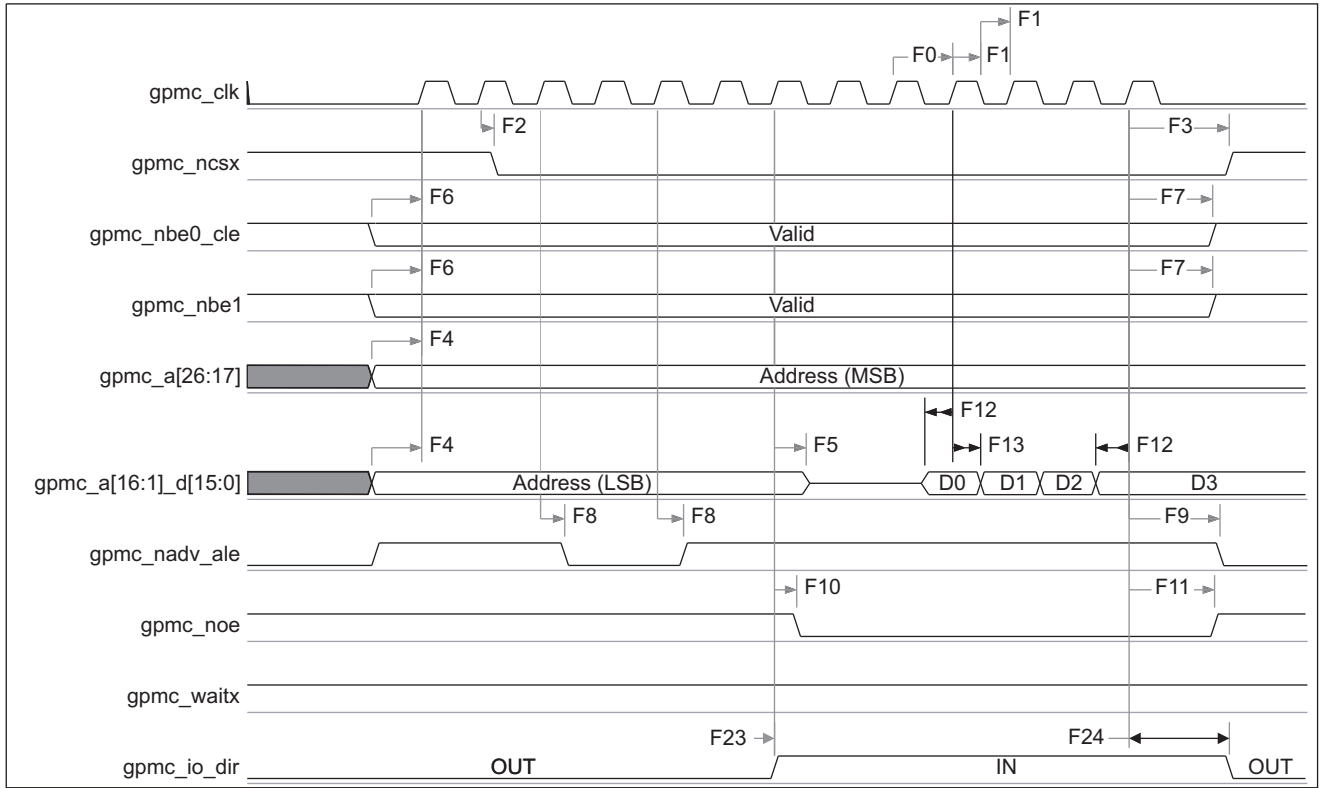 F1
F0 F1
gpmc_clk
F2 F3
gpmc_ncsx
F6 F7
gpmc_nbe0_cle Valid
F6 F7
gpmc_nbe1 Valid
F4
gpmc_a[26:17] Address (MSB)
F12
F4 F5 F13 F12
gpmc_a[16:1]_d[15:0] Address (LSB) D0 D1 D2 D3
F8 F8 F9
gpmc_nadv_ale
F10 F11
gpmc_noe
gpmc_waitx
F23 F24
gpmc_io_dir OUT IN OUT